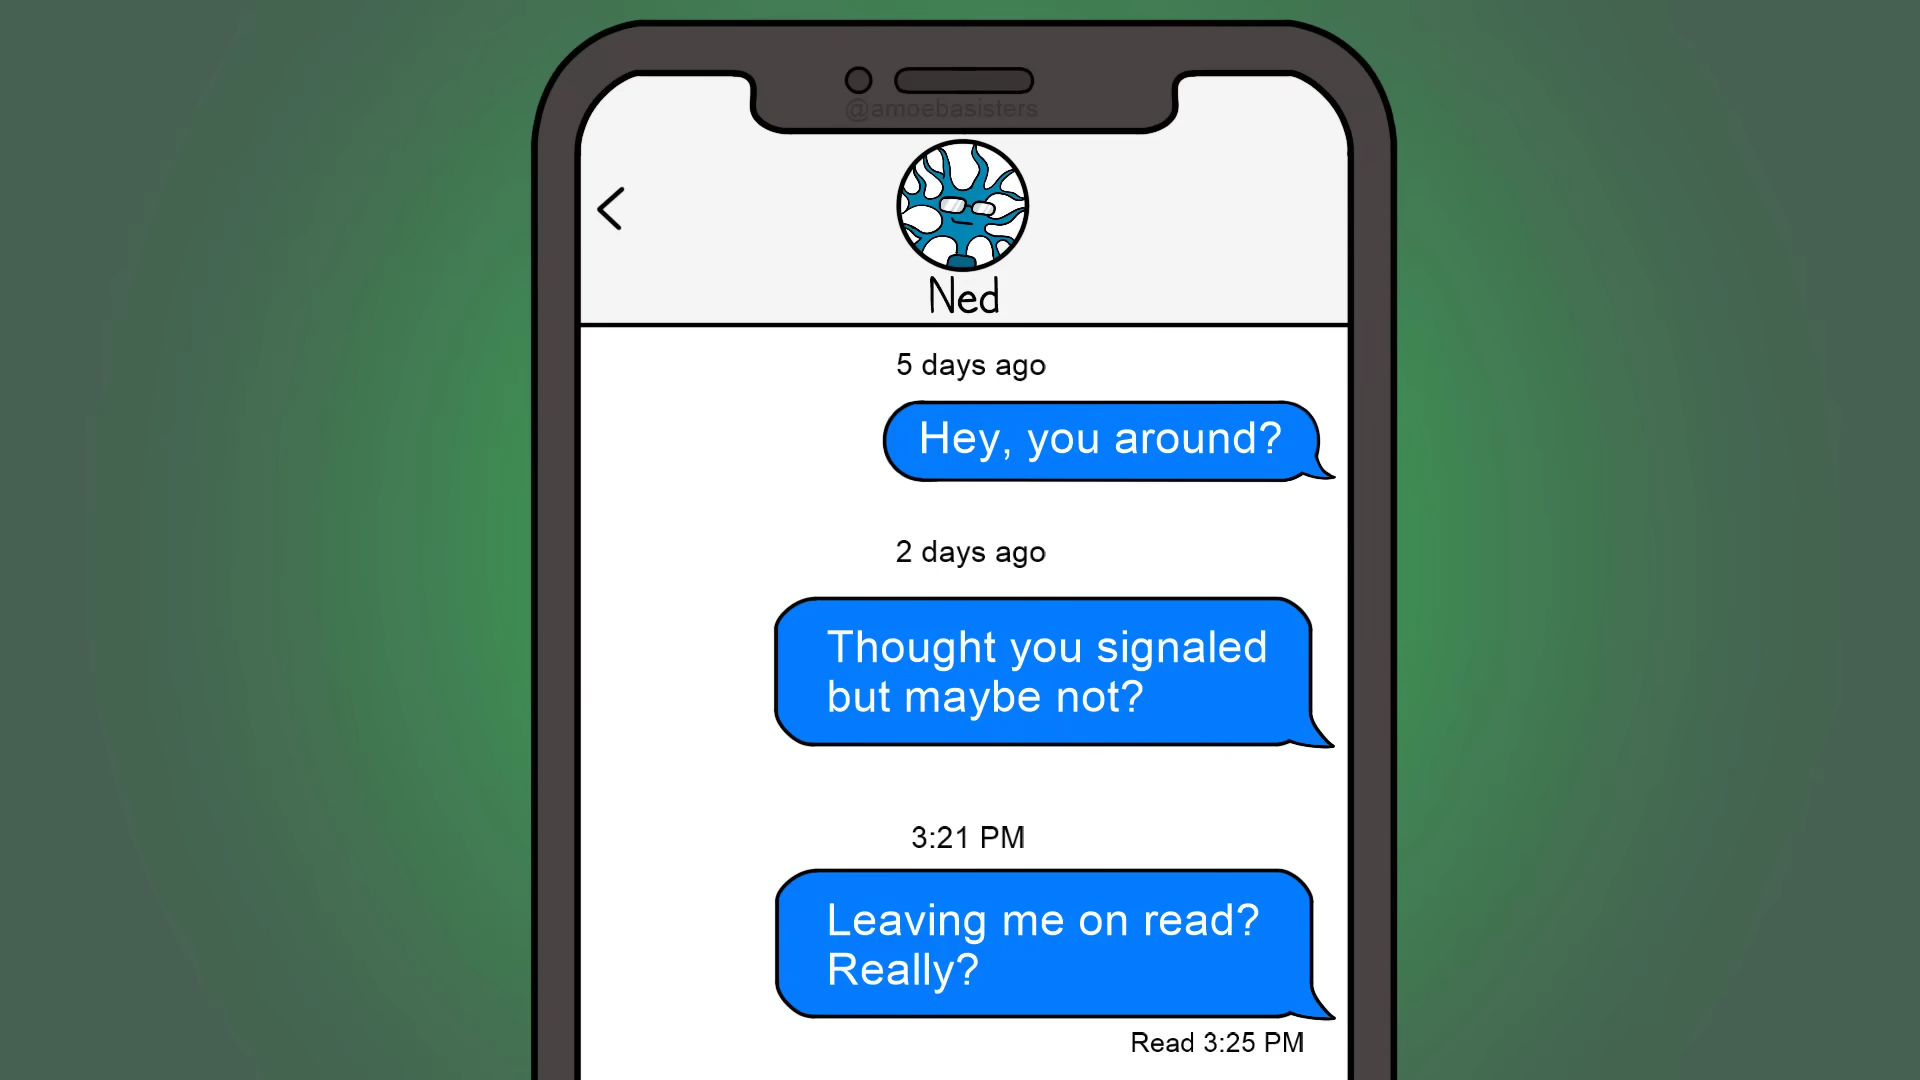 @amoebasisters
Ned
5 days ago
Hey, you around?
2 days ago
Thought you signaled
but maybe not?
3:21 PM
Leaving me on read?
Really?
Read 3:25 PM